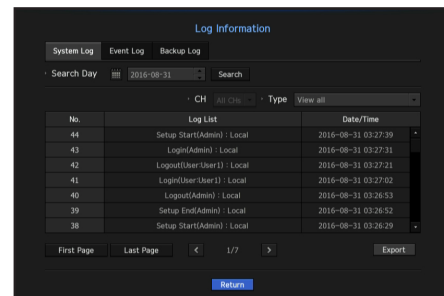 Log Information
System Log Event Log Backup Log
· Search Day 2016-08-31 Search
· CH All CHs · Type View all
No. Log List Date/Time
44 Setup Start(Admin) : Local 2016-08-31 03:27:39
43 Login(Admin) : Local 2016-08-31 03:27:31
42 Logout(User:User1) : Local 2016-08-31 03:27:21
41 Login(User:User1) : Local 2016-08-31 03:27:02
40 Logout(Admin) : Local 2016-08-31 03:26:53
39 Setup End(Admin) : Local 2016-08-31 03:26:52
38 Setup Start(Admin) : Local 2016-08-31 03:26:29
First Page Last Page < 1/7 > Export
Return